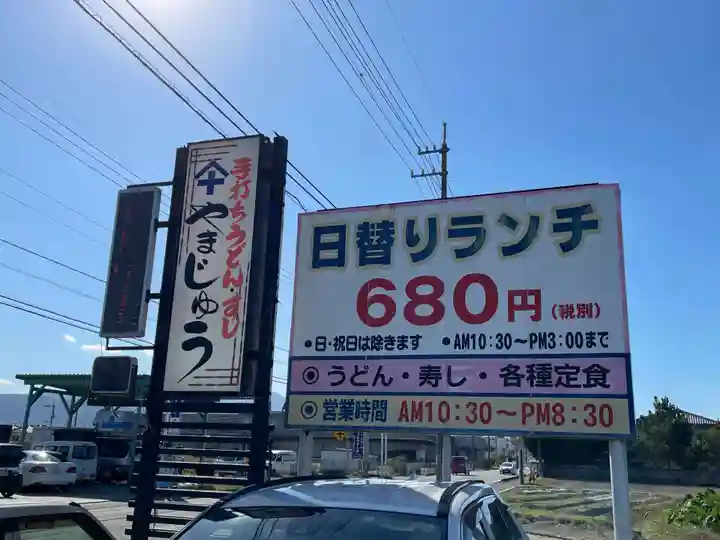 手打ちうどん・すし
やまじゅう
日替りランチ
680円(税別)
●日・祝日は除きます ●AM10:30～PM3:00まで
◎うどん・寿し・各種定食
◎営業時間 AM10:30～PM8:30